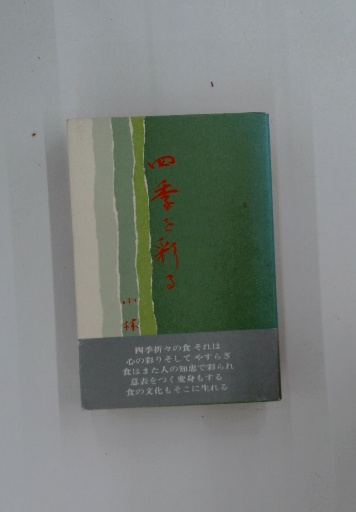 四季を彩る
小林
四季折々の食 それは
心の彩りそして やすらぎ
食はまた人の知恵で彩られ
意表をつく変身もする
食の文化もそこに生れる